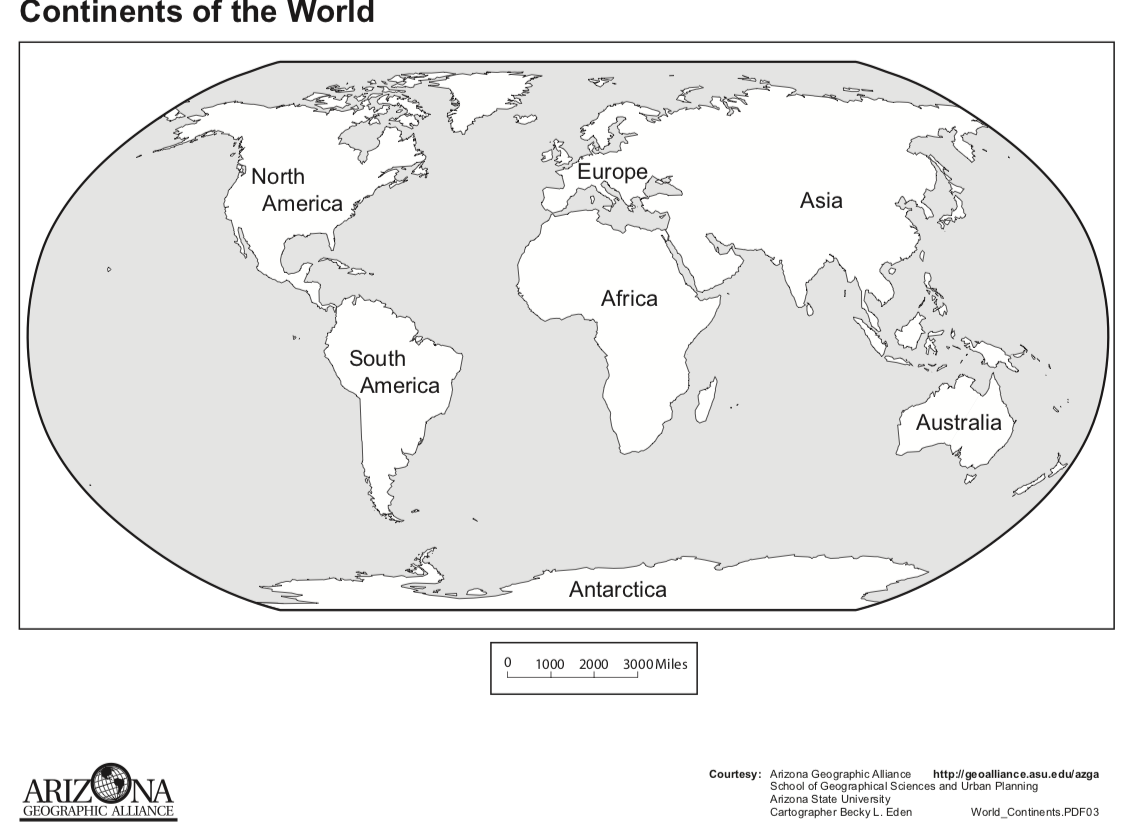 Continents of the World
North
America
Europe
Asia
Africa
South
America
Australia
Antarctica
0 1000 2000 3000 Miles
ARIZONA
GEOGRAPHIC ALLIANCE
Courtesy: Arizona Geographic Alliance http://geoalliance.asu.edu/azga
School of Geographical Sciences and Urban Planning
Arizona State University
Cartographer Becky L. Eden World_Continents.PDF03